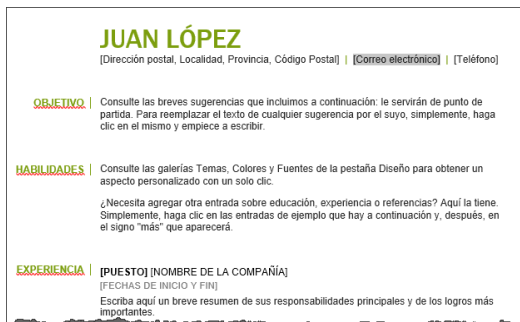 JUAN LÓPEZ
[Dirección postal, Localidad, Provincia, Código Postal] | [Correo electrónico] | [Teléfono]
OBJETIVO
Consulte las breves sugerencias que incluimos a continuación: le servirán de punto de
partida. Para reemplazar el texto de cualquier sugerencia por el suyo, simplemente, haga
clic en el mismo y empiece a escribir.
HABILIDADES
Consulte las galerías Temas, Colores y Fuentes de la pestaña Diseño para obtener un
aspecto personalizado con un solo clic.
¿Necesita agregar otra entrada sobre educación, experiencia o referencias? Aquí la tiene.
Simplemente, haga clic en las entradas de ejemplo que hay a continuación y, después, en
el signo "más" que aparecerá.
EXPERIENCIA
[PUESTO] [NOMBRE DE LA COMPAÑÍA]
[FECHAS DE INICIO Y FIN]
Escriba aquí un breve resumen de sus responsabilidades principales y de los logros más
importantes.